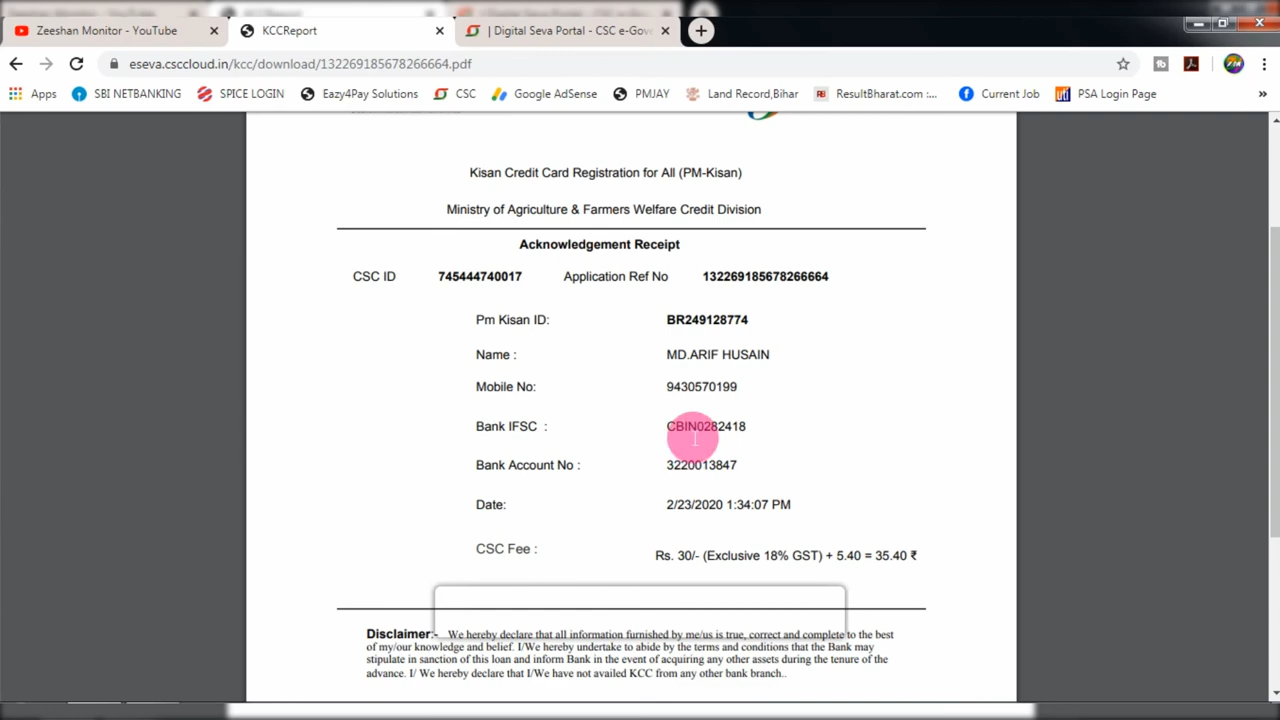 Zeeshan Monitor - YouTube
KCCReport
| Digital Seva Portal - CSC e-Gov
eseva.csccloud.in/kcc/download/132269185678266664.pdf
Apps SBI NETBANKING SPICE LOGIN Eazy4Pay Solutions CSC Google AdSense PMJAY Land Record,Bihar ResultBharat.com :... Current Job PSA Login Page »
Kisan Credit Card Registration for All (PM-Kisan)
Ministry of Agriculture & Farmers Welfare Credit Division
Acknowledgement Receipt
CSC ID 745444740017 Application Ref No 132269185678266664
Pm Kisan ID: BR249128774
Name : MD.ARIF HUSAIN
Mobile No: 9430570199
Bank IFSC : CBIN0282418
Bank Account No : 3220013847
Date: 2/23/2020 1:34:07 PM
CSC Fee : Rs. 30/- (Exclusive 18% GST) + 5.40 = 35.40 ₹
Disclaimer:- We hereby declare that all information furnished by me/us is true, correct and complete to the best
of my/our knowledge and belief. I/We hereby undertake to abide by the terms and conditions that the Bank may
stipulate in sanction of this loan and inform Bank in the event of acquiring any other assets during the tenure of the
advance. I/ We hereby declare that I/We have not availed KCC from any other bank branch..